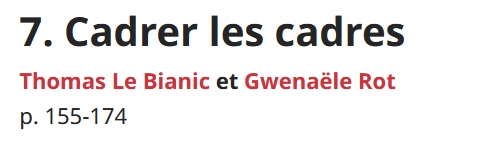 7. Cadrer les cadres
Thomas Le Bianic et Gwenaële Rot
p. 155-174